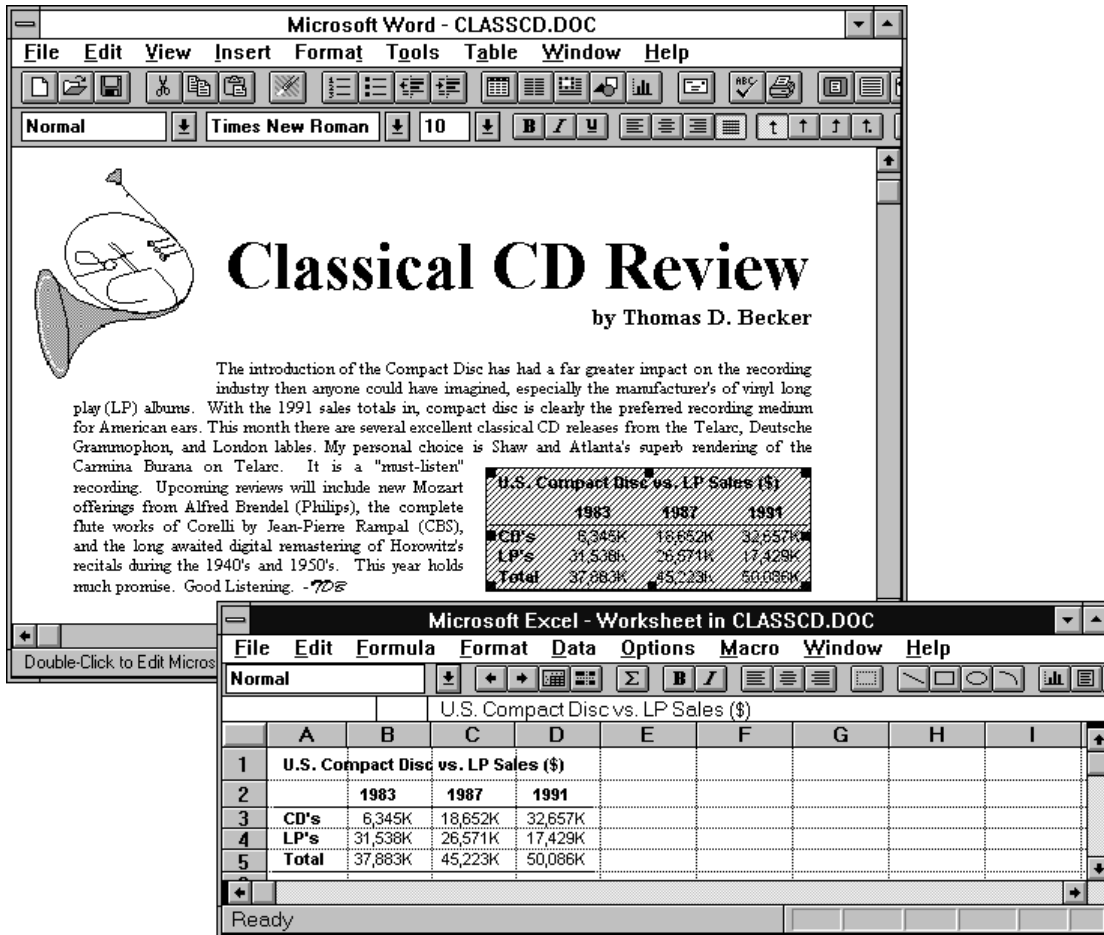 Microsoft Word - CLASSCD.DOC
File Edit View Insert Format Tools Table Window Help
ABC
Normal Times New Roman 10 B I U
Classical CD Review
by Thomas D. Becker
The introduction of the Compact Disc has had a far greater impact on the recording
industry then anyone could have imagined, especially the manufacturer's of vinyl long
play (LP) albums. With the 1991 sales totals in, compact disc is clearly the preferred recording medium
for American ears. This month there are several excellent classical CD releases from the Telarc, Deutsche
Grammophon, and London lables. My personal choice is Shaw and Atlanta's superb rendering of the
Carmina Burana on Telarc. It is a "must-listen"
recording. Upcoming reviews will include new Mozart
offerings from Alfred Brendel (Philips), the complete
flute works of Corelli by Jean-Pierre Rampal (CBS),
and the long awaited digital remastering of Horowitz's
recitals during the 1940's and 1950's. This year holds
much promise. Good Listening. -TDB
U.S. Compact Disc vs. LP Sales ($)
1983 1987 1991
CD's 6,345K 18,652K 32,657K
LP's 31,538K 26,571K 17,429K
Total 37,883K 45,223K 50,086K
Double-Click to Edit Micros
Microsoft Excel - Worksheet in CLASSCD.DOC
File Edit Formula Format Data Options Macro Window Help
Normal Σ B I
U.S. Compact Disc vs. LP Sales ($)
A B C D E F G H I
1 U.S. Compact Disc vs. LP Sales ($)
2 1983 1987 1991
3 CD's 6,345K 18,652K 32,657K
4 LP's 31,538K 26,571K 17,429K
5 Total 37,883K 45,223K 50,086K
Ready